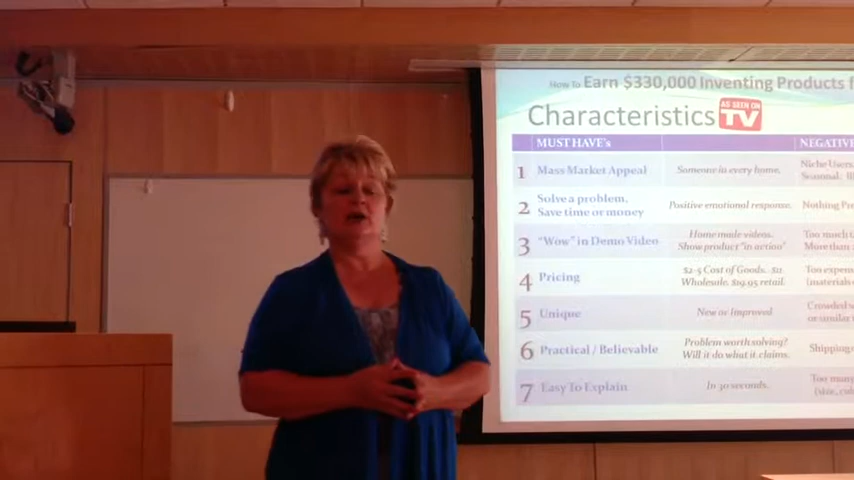 How To Earn $330,000 Inventing Products
Characteristics AS SEEN ON TV
MUST HAVE's NEGATIVE
1 Mass Market Appeal Someone in every home. Niche Users
Seasonal.
2 Solve a problem, Positive emotional response. Nothing
Save time or money
3 "Wow" in Demo Video Home made videos. Too much
Show product "in action" More than
4 Pricing $2-5 Cost of Goods. $11 Too
Wholesale. $19.95 retail.
5 Unique New or Improved Crowded
or similar
6 Practical / Believable Problem worth solving? Shipping
Will it do what it claims.
7 Easy To Explain In 30 seconds. Too many